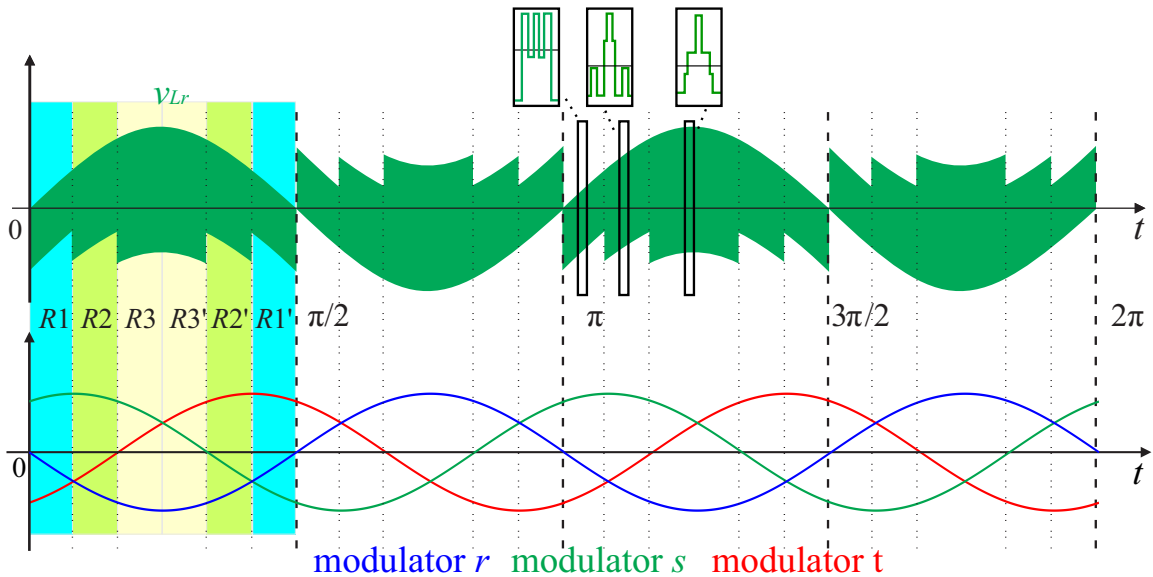 v_Lr
0
t
R1 R2 R3 R3' R2' R1' π/2 π 3π/2 2π
0
t
modulator r modulator s modulator t